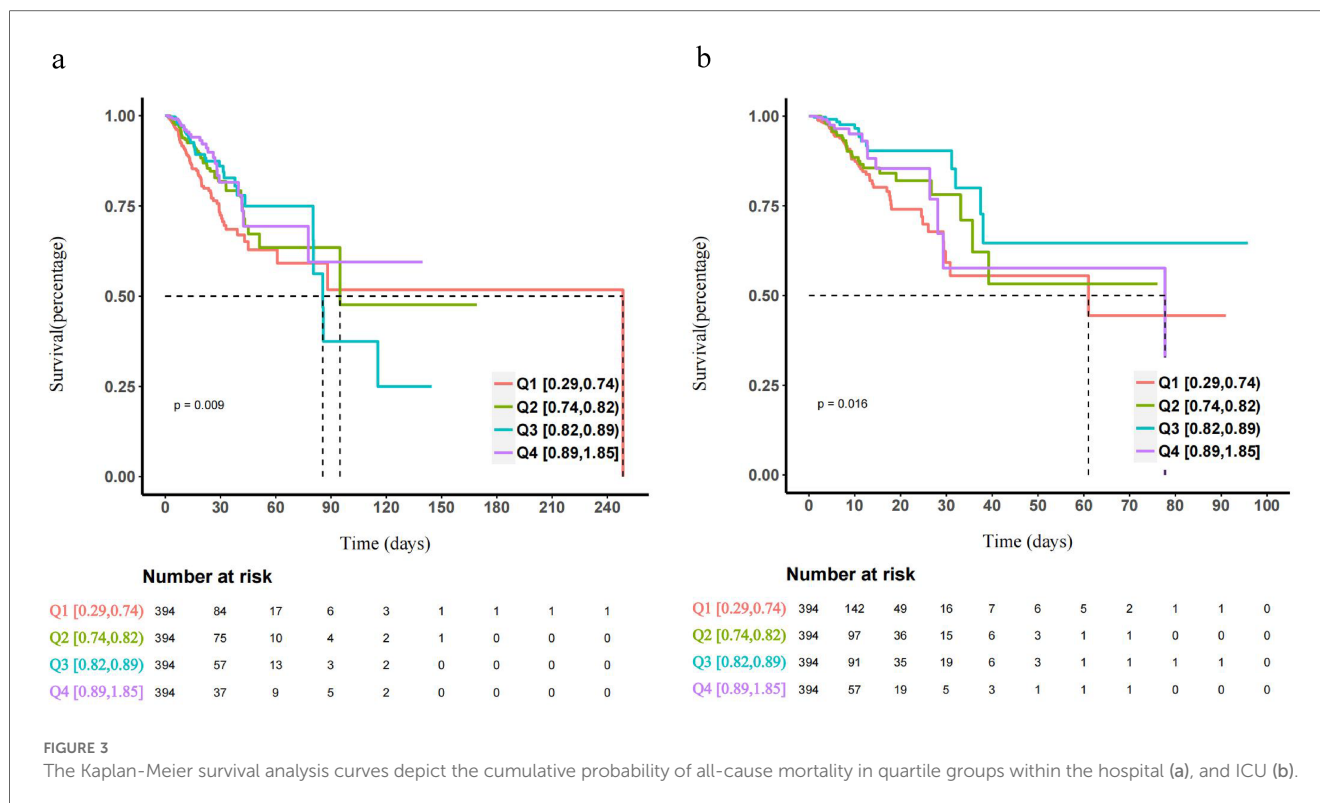 a
1.00
0.75
0.50
0.25
0.00
Survival(percentage)
p = 0.009
Q1 [0.29,0.74)
Q2 [0.74,0.82)
Q3 [0.82,0.89)
Q4 [0.89,1.85]
0 30 60 90 120 150 180 210 240
Time (days)
Number at risk
Q1 [0.29,0.74) 394 84 17 6 3 1 1 1 1
Q2 [0.74,0.82) 394 75 10 4 2 1 0 0 0
Q3 [0.82,0.89) 394 57 13 3 2 0 0 0 0
Q4 [0.89,1.85] 394 37 9 5 2 0 0 0 0
b
1.00
0.75
0.50
0.25
0.00
Survival(percentage)
p = 0.016
Q1 [0.29,0.74)
Q2 [0.74,0.82)
Q3 [0.82,0.89)
Q4 [0.89,1.85]
0 10 20 30 40 50 60 70 80 90 100
Time (days)
Number at risk
Q1 [0.29,0.74) 394 142 49 16 7 6 5 2 1 1 0
Q2 [0.74,0.82) 394 97 36 15 6 3 1 1 0 0 0
Q3 [0.82,0.89) 394 91 35 19 6 3 1 1 1 1 0
Q4 [0.89,1.85] 394 57 19 5 3 1 1 1 0 0 0
FIGURE 3
The Kaplan-Meier survival analysis curves depict the cumulative probability of all-cause mortality in quartile groups within the hospital (a), and ICU (b).